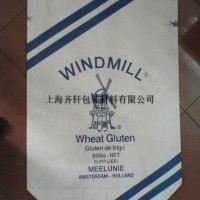 WINDMILL®
上海齐轩包装材料有限公司
Wheat Gluten
Gluten de trigo
50lbs. NET
SUPPLIER:
MEELUNIE
AMSTERDAM - HOLLAND